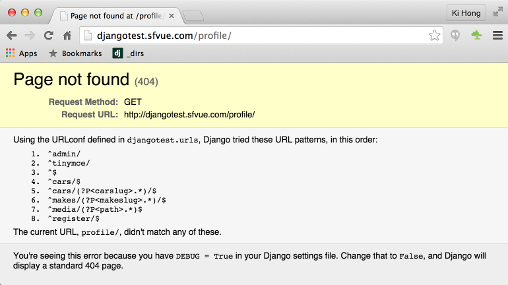 Page not found at /profile
Ki Hong
djangotest.sfvue.com/profile/
Apps Bookmarks dj _dirs
Page not found (404)
Request Method: GET
Request URL: http://djangotest.sfvue.com/profile/
Using the URLconf defined in djangotest.urls, Django tried these URL patterns, in this order:
1. ^admin/
2. ^tinymce/
3. ^$
4. ^cars/$
5. ^cars/(?P<carslug>.*)/$
6. ^makes/(?P<makeslug>.*)/$
7. ^media/(?P<path>.*)$
8. ^register/$
The current URL, profile/, didn't match any of these.
You're seeing this error because you have DEBUG = True in your Django settings file. Change that to False, and Django will
display a standard 404 page.